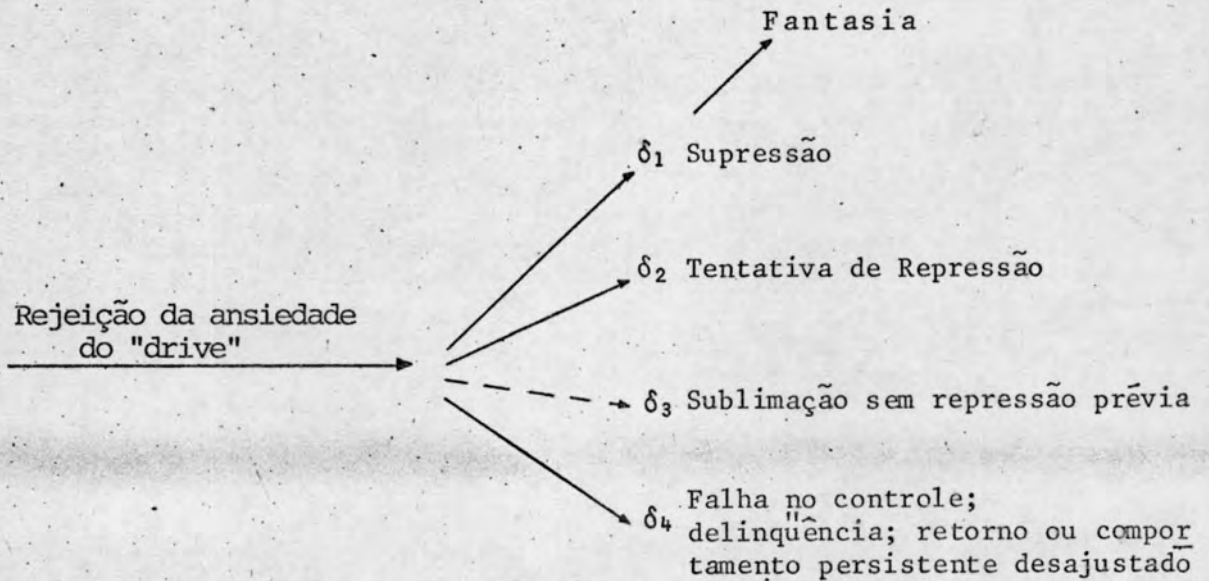 Fantasia
δ1 Supressão
δ2 Tentativa de Repressão
Rejeição da ansiedade
do "drive"
δ3 Sublimação sem repressão prévia
δ4 Falha no controle;
delinqüência; retorno ou compor
tamento persistente desajustado